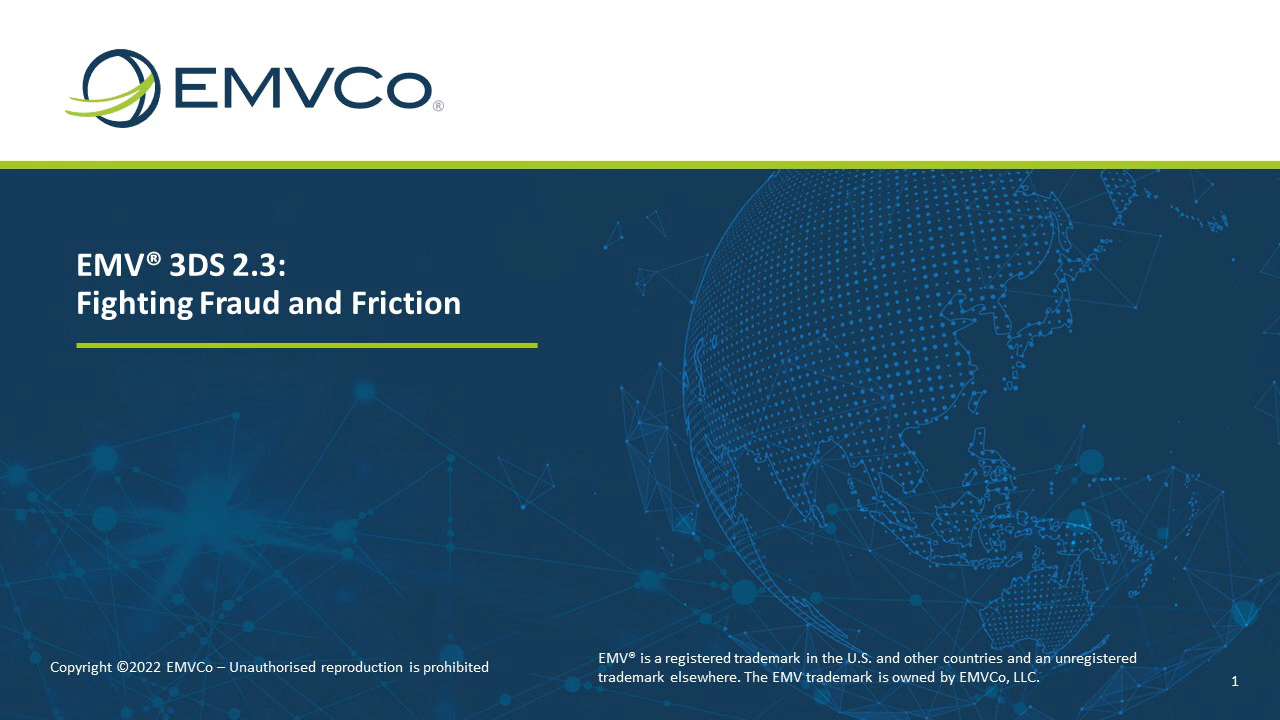 EMVCo®
EMV® 3DS 2.3:
Fighting Fraud and Friction
Copyright ©2022 EMVCo – Unauthorised reproduction is prohibited
EMV® is a registered trademark in the U.S. and other countries and an unregistered
trademark elsewhere. The EMV trademark is owned by EMVCo, LLC.
1